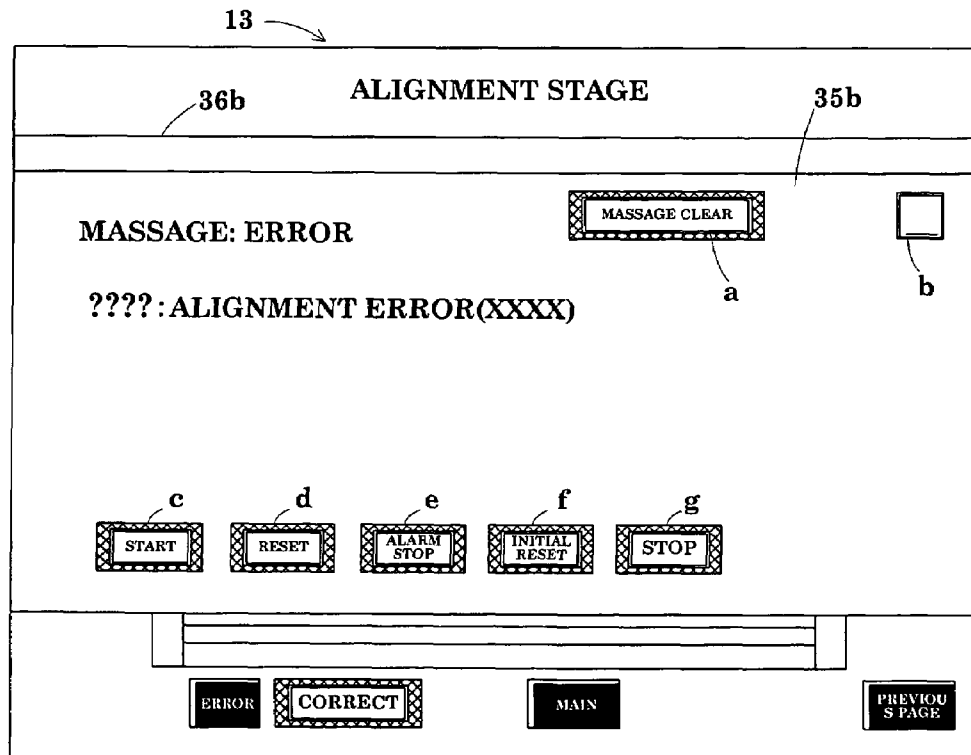 13
ALIGNMENT STAGE
36b
35b
MASSAGE: ERROR
MASSAGE CLEAR
a
b
????:ALIGNMENT ERROR(XXXX)
c
d
e
f
g
START
RESET
ALARM
STOP
INITIAL
RESET
STOP
ERROR
CORRECT
MAIN
PREVIOU
S PAGE